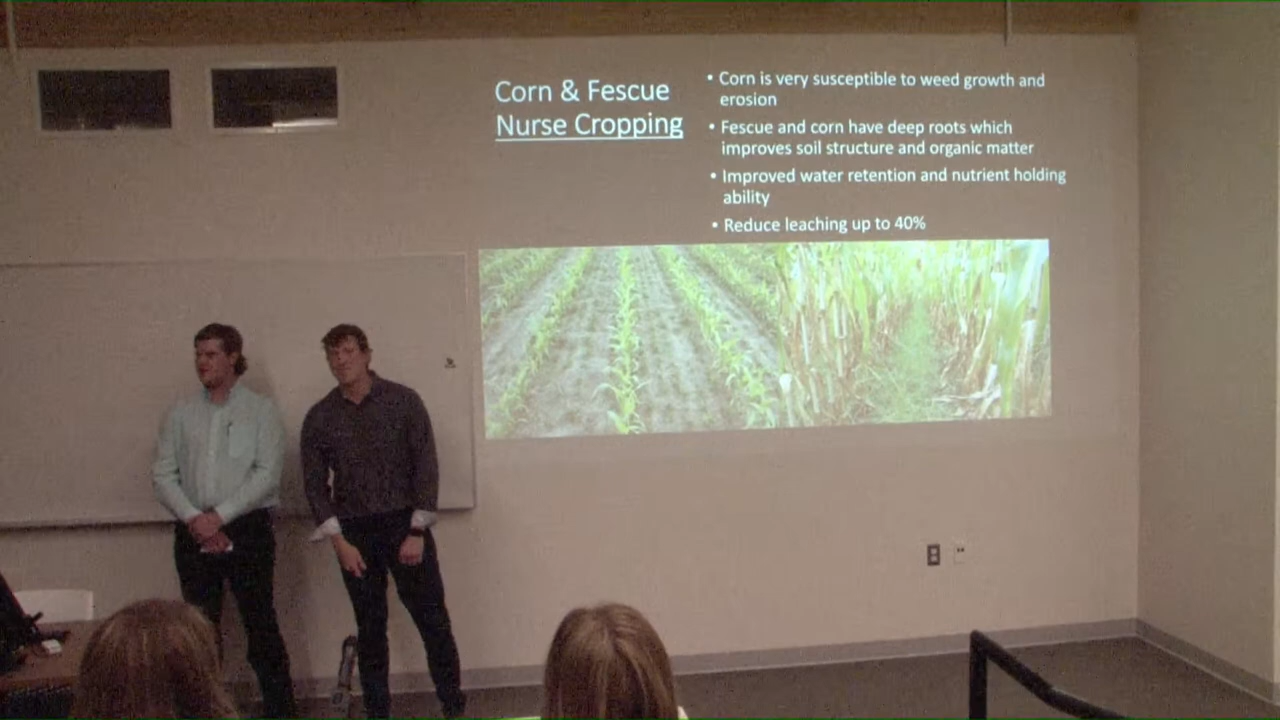 Corn & Fescue
Nurse Cropping
• Corn is very susceptible to weed growth and
erosion
• Fescue and corn have deep roots which
improves soil structure and organic matter
• Improved water retention and nutrient holding
ability
• Reduce leaching up to 40%